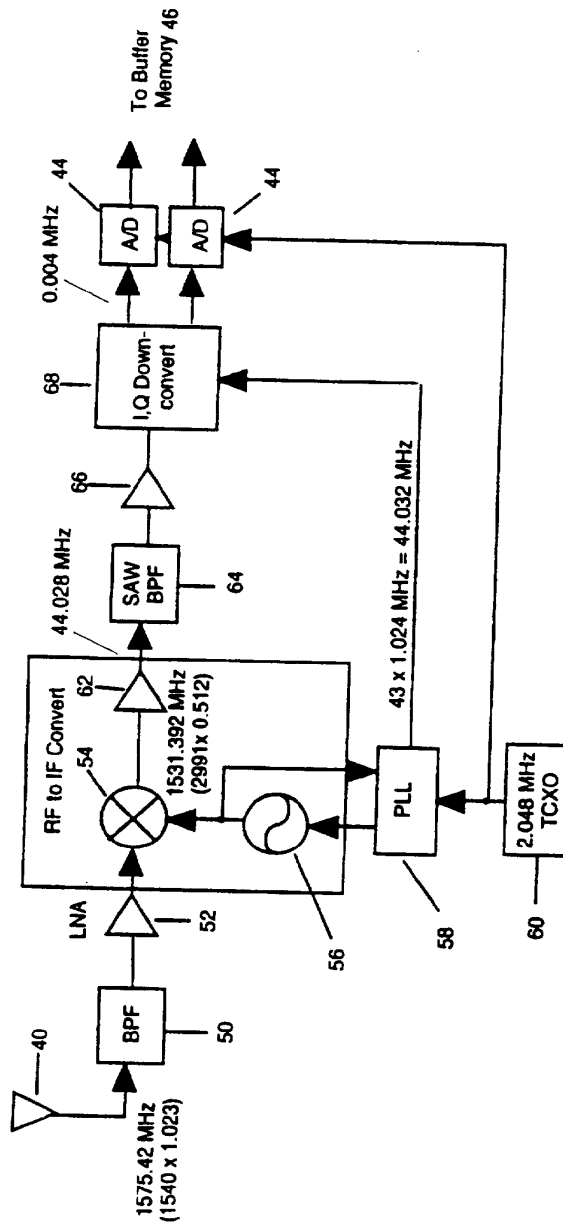 40
1575.42 MHz
(1540 x 1.023)
BPF
50
LNA
52
RF to IF Convert
54
62
1531.392 MHz
(2991x 0.512)
56
44.028 MHz
SAW
BPF
64
66
68
I,Q Down-
convert
0.004 MHz
44
A/D
A/D
44
To Buffer
Memory 46
43 x 1.024 MHz = 44.032 MHz
PLL
58
2.048 MHz
TCXO
60